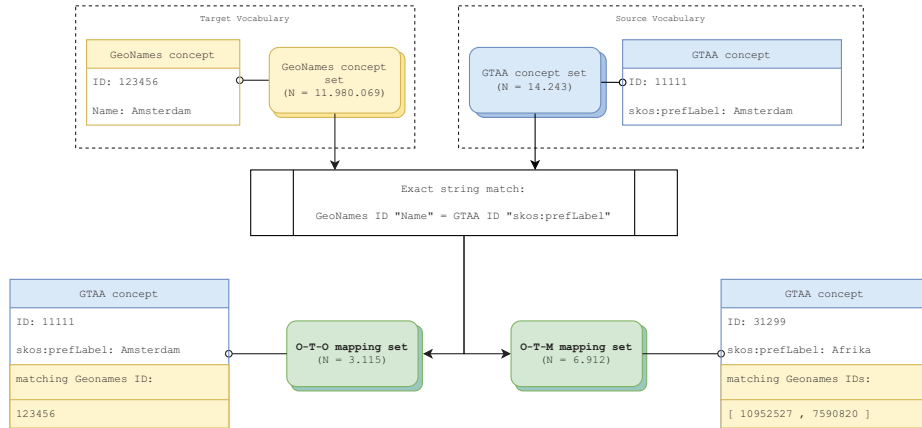 Target Vocabulary
GeoNames concept
ID: 123456
Name: Amsterdam
GeoNames concept
set
(N = 11.980.069)
Source Vocabulary
GTAA concept set
(N = 14.243)
GTAA concept
ID: 11111
skos:prefLabel: Amsterdam
Exact string match:
GeoNames ID "Name" = GTAA ID "skos:prefLabel"
GTAA concept
ID: 11111
skos:prefLabel: Amsterdam
matching Geonames ID:
123456
O-T-O mapping set
(N = 3.115)
O-T-M mapping set
(N = 6.912)
GTAA concept
ID: 31299
skos:prefLabel: Afrika
matching Geonames IDs:
[ 10952527 , 7590820 ]